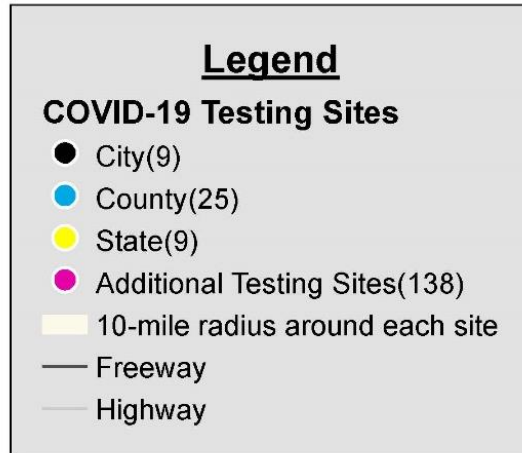 Legend
COVID-19 Testing Sites
City(9)
County(25)
State(9)
Additional Testing Sites(138)
10-mile radius around each site
Freeway
Highway